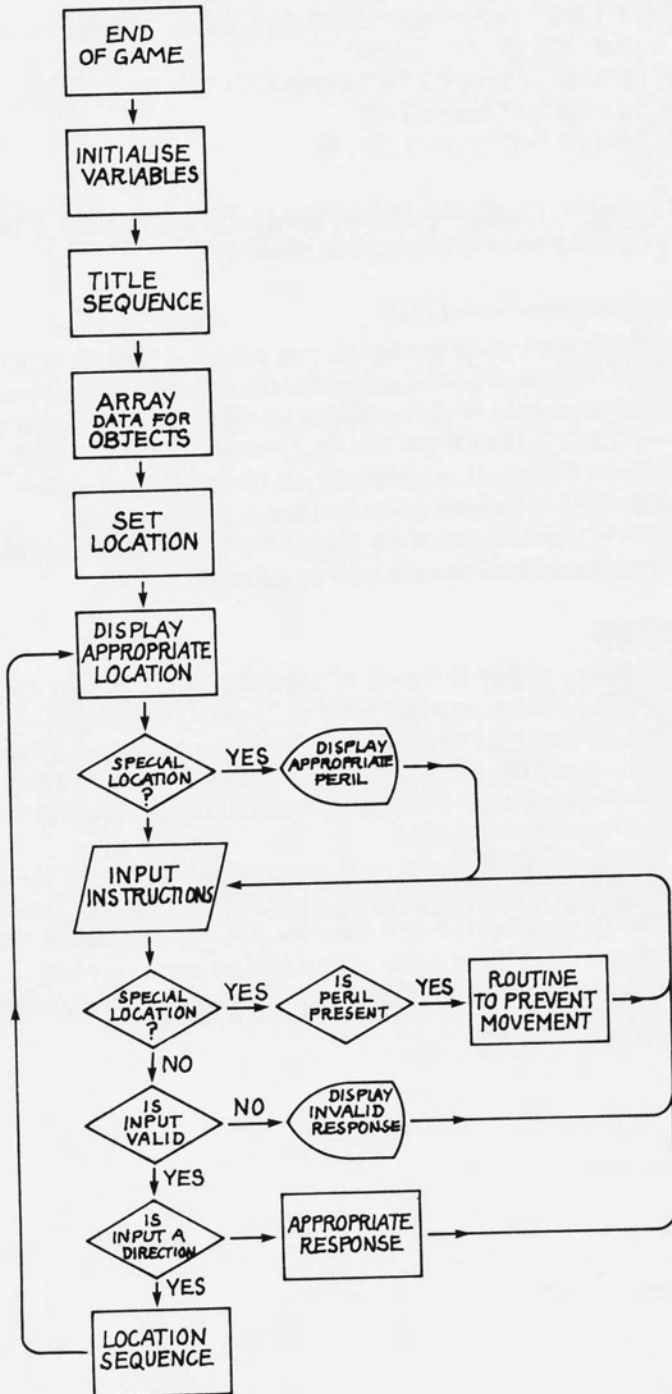 END
OF GAME
INITIALISE
VARIABLES
TITLE
SEQUENCE
ARRAY
DATA FOR
OBJECTS
SET
LOCATION
DISPLAY
APPROPRIATE
LOCATION
SPECIAL
LOCATION
?
YES
DISPLAY
APPROPRIATE
PERIL
INPUT
INSTRUCTIONS
SPECIAL
LOCATION
?
YES
IS
PERIL
PRESENT
YES
ROUTINE
TO PREVENT
MOVEMENT
NO
IS
INPUT
VALID
NO
DISPLAY
INVALID
RESPONSE
YES
IS
INPUT A
DIRECTION
APPROPRIATE
RESPONSE
YES
LOCATION
SEQUENCE